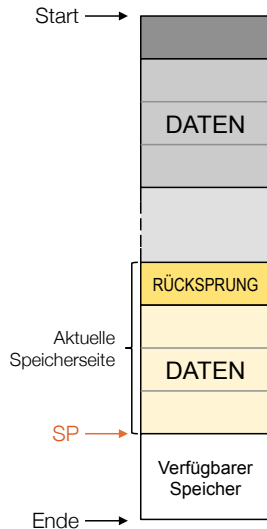 Start
DATEN
RÜCKSPRUNG
Aktuelle
Speicherseite
DATEN
SP
Verfügbarer
Speicher
Ende